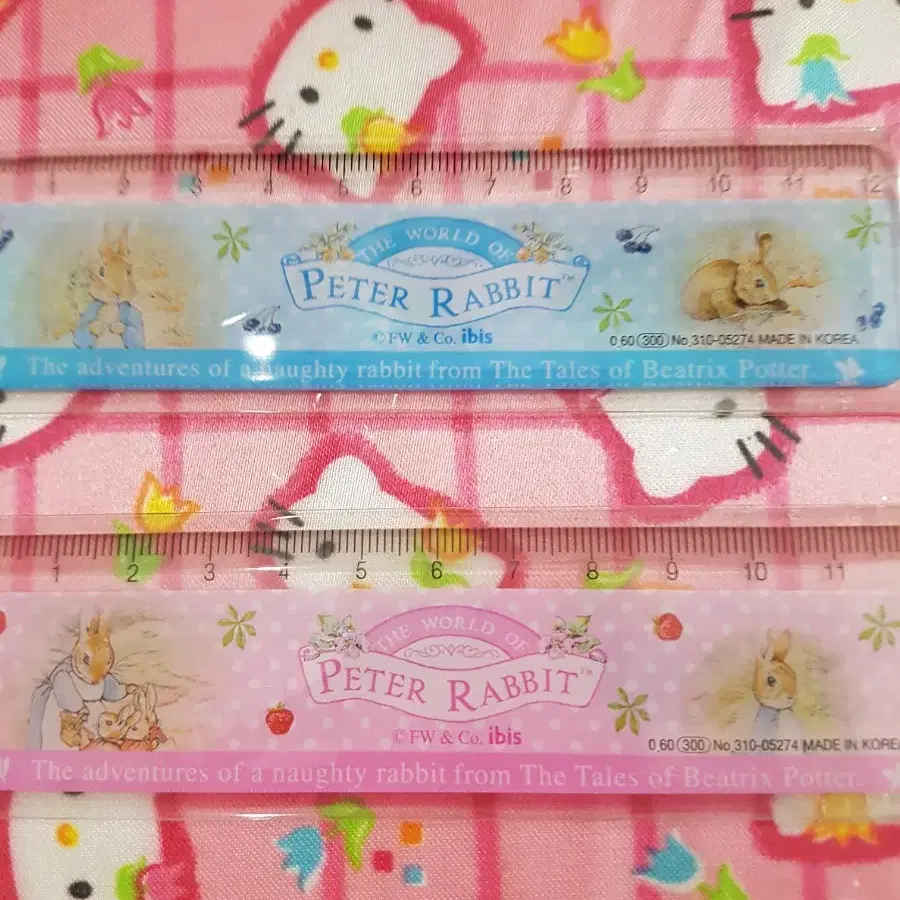 1 2 3 4 5 6 7 8 9 10 11 12
THE WORLD OF
PETER RABBIT™
© FW & Co. ibis
0.60 300 No.310-05274 MADE IN KOREA
The adventures of a naughty rabbit from The Tales of Beatrix Potter.
1 2 3 4 5 6 7 8 9 10 11
THE WORLD OF
PETER RABBIT™
© FW & Co. ibis
0.60 300 No.310-05274 MADE IN KOREA
The adventures of a naughty rabbit from The Tales of Beatrix Potter.